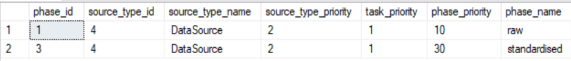 phase_id source_type_id source_type_name source_type_priority task_priority phase_priority phase_name
1 1 4 DataSource 2 1 10 raw
2 3 4 DataSource 2 1 30 standardised